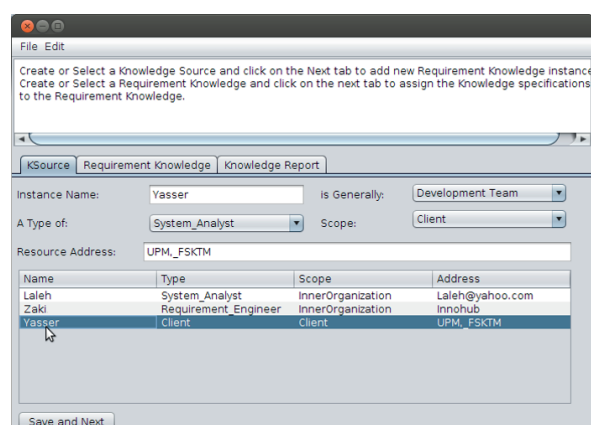 File Edit
Create or Select a Knowledge Source and click on the Next tab to add new Requirement Knowledge instance
Create or Select a Requirement Knowledge and click on the next tab to assign the Knowledge specifications
to the Requirement Knowledge.
KSource Requirement Knowledge Knowledge Report
Instance Name: Yasser is Generally: Development Team
A Type of: System_Analyst Scope: Client
Resource Address: UPM,_FSKTM
Name Type Scope Address
Laleh System_Analyst InnerOrganization Laleh@yahoo.com
Zaki Requirement_Engineer InnerOrganization Innohub
Yasser Client Client UPM,_FSKTM
Save and Next